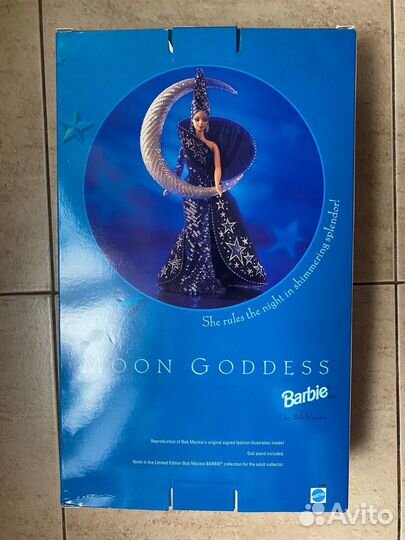 She rules the night in shimmering splendor!
MOON GODDESS
Barbie
by Bob Mackie
Reproduction of Bob Mackie's original signed fashion illustration inside!
Doll stand included.
Ninth in the Limited Edition Bob Mackie BARBIE® collection for the adult collector.
MATTEL
Avito